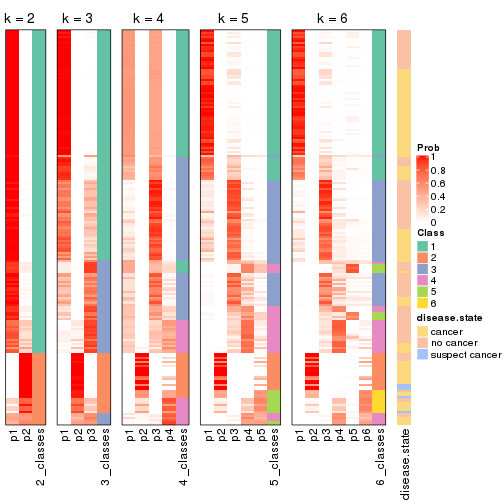 k = 2
k = 3
k = 4
k = 5
k = 6
p1
p2
2_classes
p1
p2
p3
3_classes
p1
p2
p3
p4
4_classes
p1
p2
p3
p4
p5
5_classes
p1
p2
p3
p4
p5
p6
6_classes
disease.state
Prob
1
0.8
0.6
0.4
0.2
0
Class
1
2
3
4
5
6
disease.state
cancer
no cancer
suspect cancer